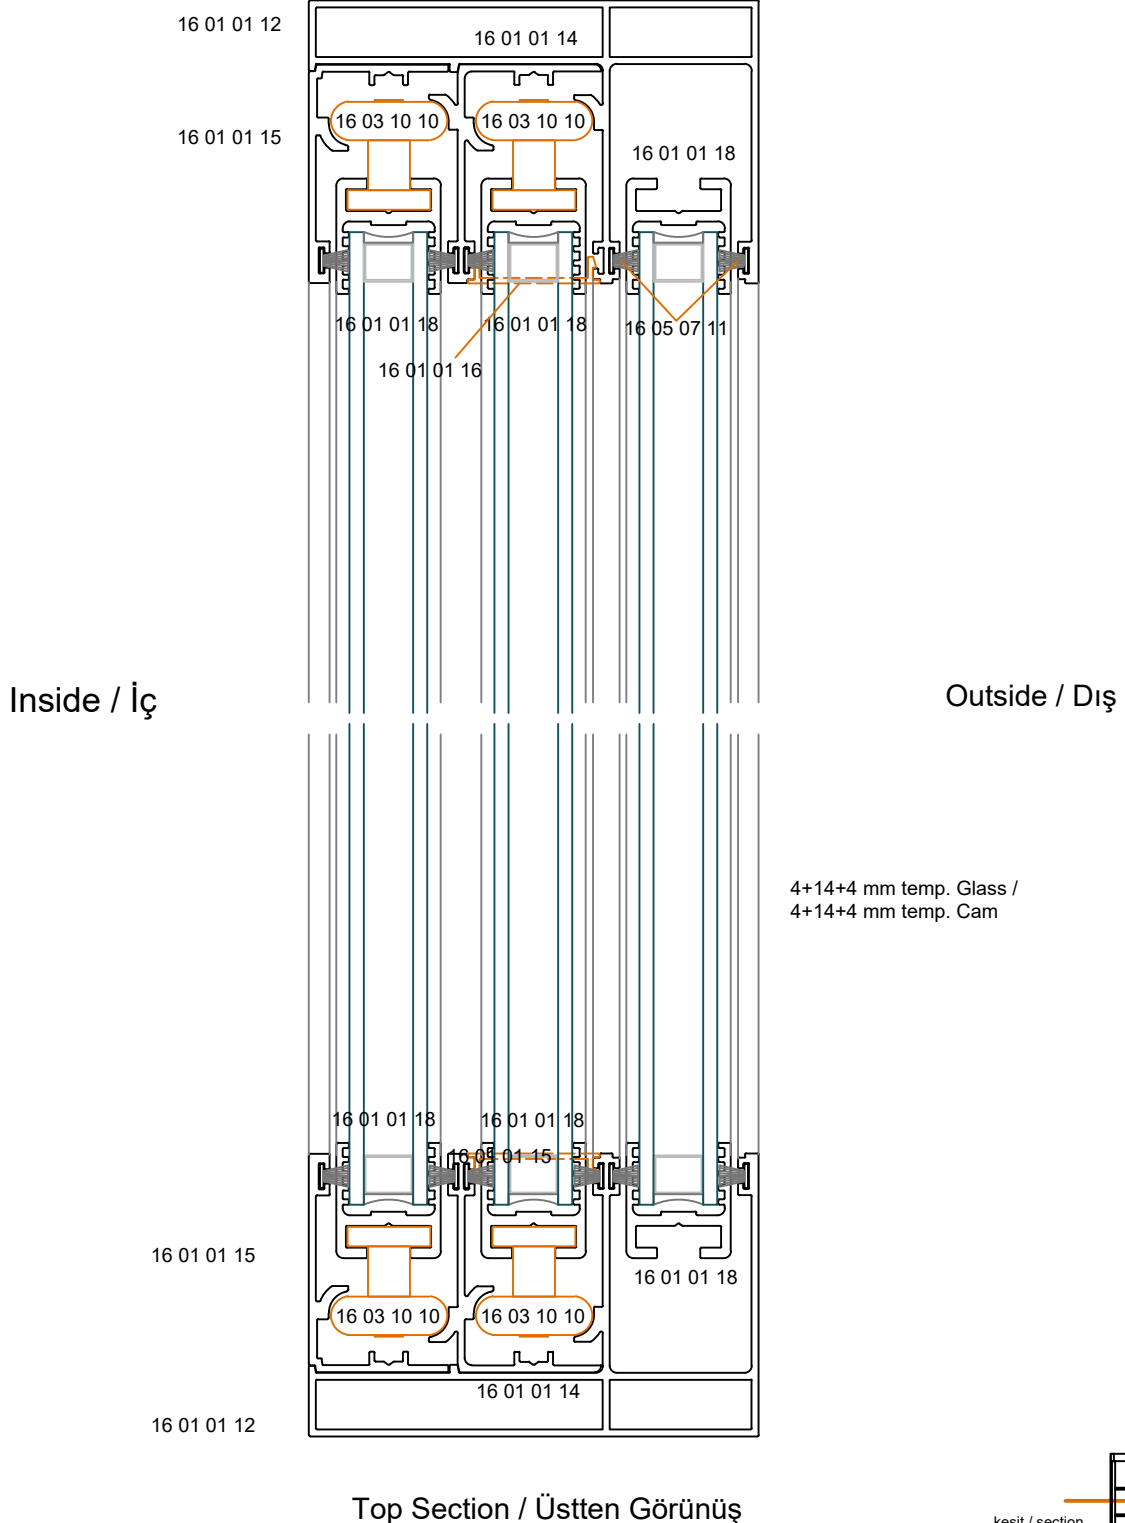 16 01 01 12
16 01 01 14
16 03 10 10
16 03 10 10
16 01 01 15
16 01 01 18
16 01 01 18
16 01 01 18
16 05 07 11
16 01 01 16
Inside / İç
Outside / Dış
4+14+4 mm temp. Glass /
4+14+4 mm temp. Cam
16 01 01 18
16 01 01 18
16 01 15
16 01 01 15
16 01 01 18
16 03 10 10
16 03 10 10
16 01 01 14
16 01 01 12
Top Section / Üstten Görünüş
kesit / section